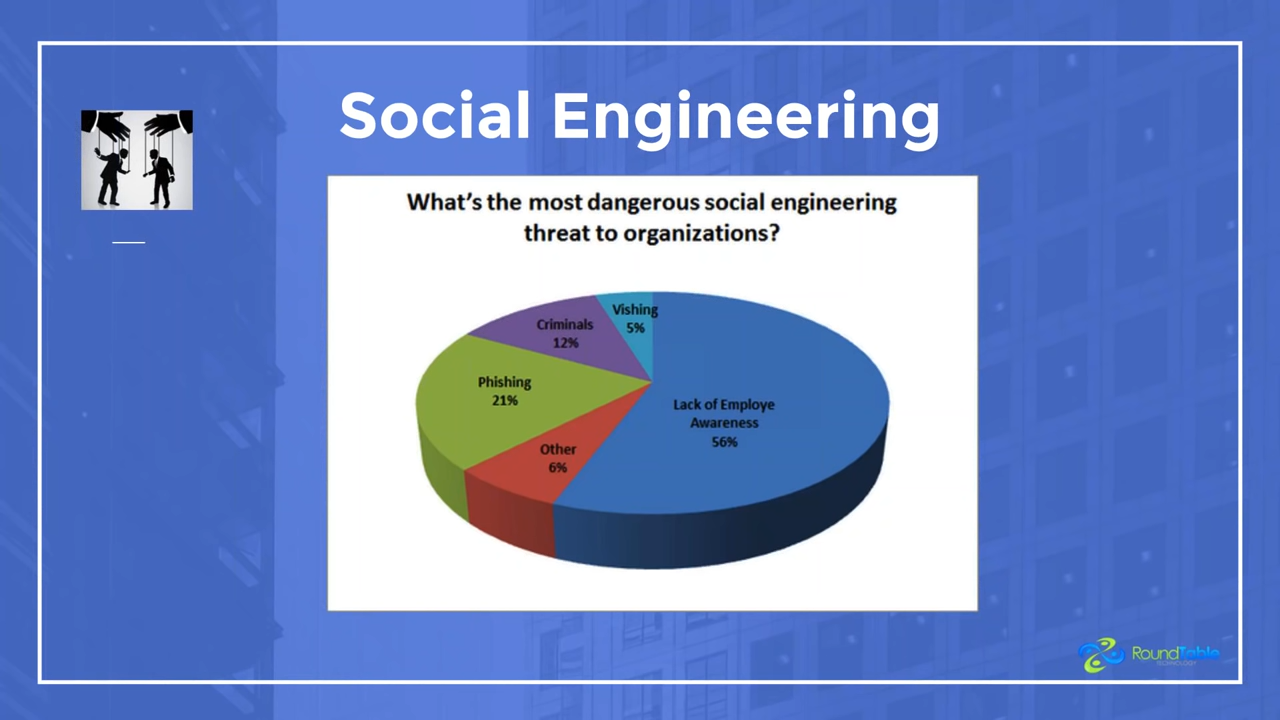 Social Engineering
What's the most dangerous social engineering
threat to organizations?
Vishing
5%
Criminals
12%
Phishing
21%
Lack of Employe
Awareness
56%
Other
6%
RoundTable
TECHNOLOGY